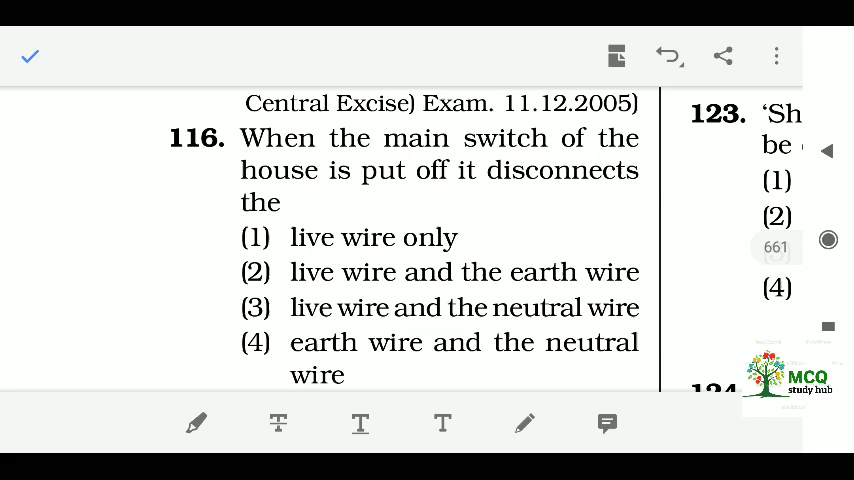 Central Excise) Exam. 11.12.2005)
116. When the main switch of the
house is put off it disconnects
the
(1) live wire only
(2) live wire and the earth wire
(3) live wire and the neutral wire
(4) earth wire and the neutral
wire
123. 'Sh
be
(1)
(2)
661
(4)
MCQ
study hub
T
T
T